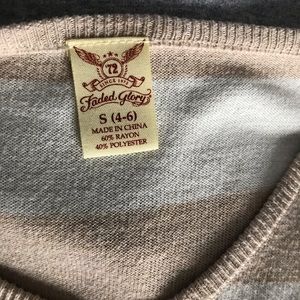 72
SINCE 1972
Faded Glory
S (4-6)
MADE IN CHINA
60% RAYON
40% POLYESTER